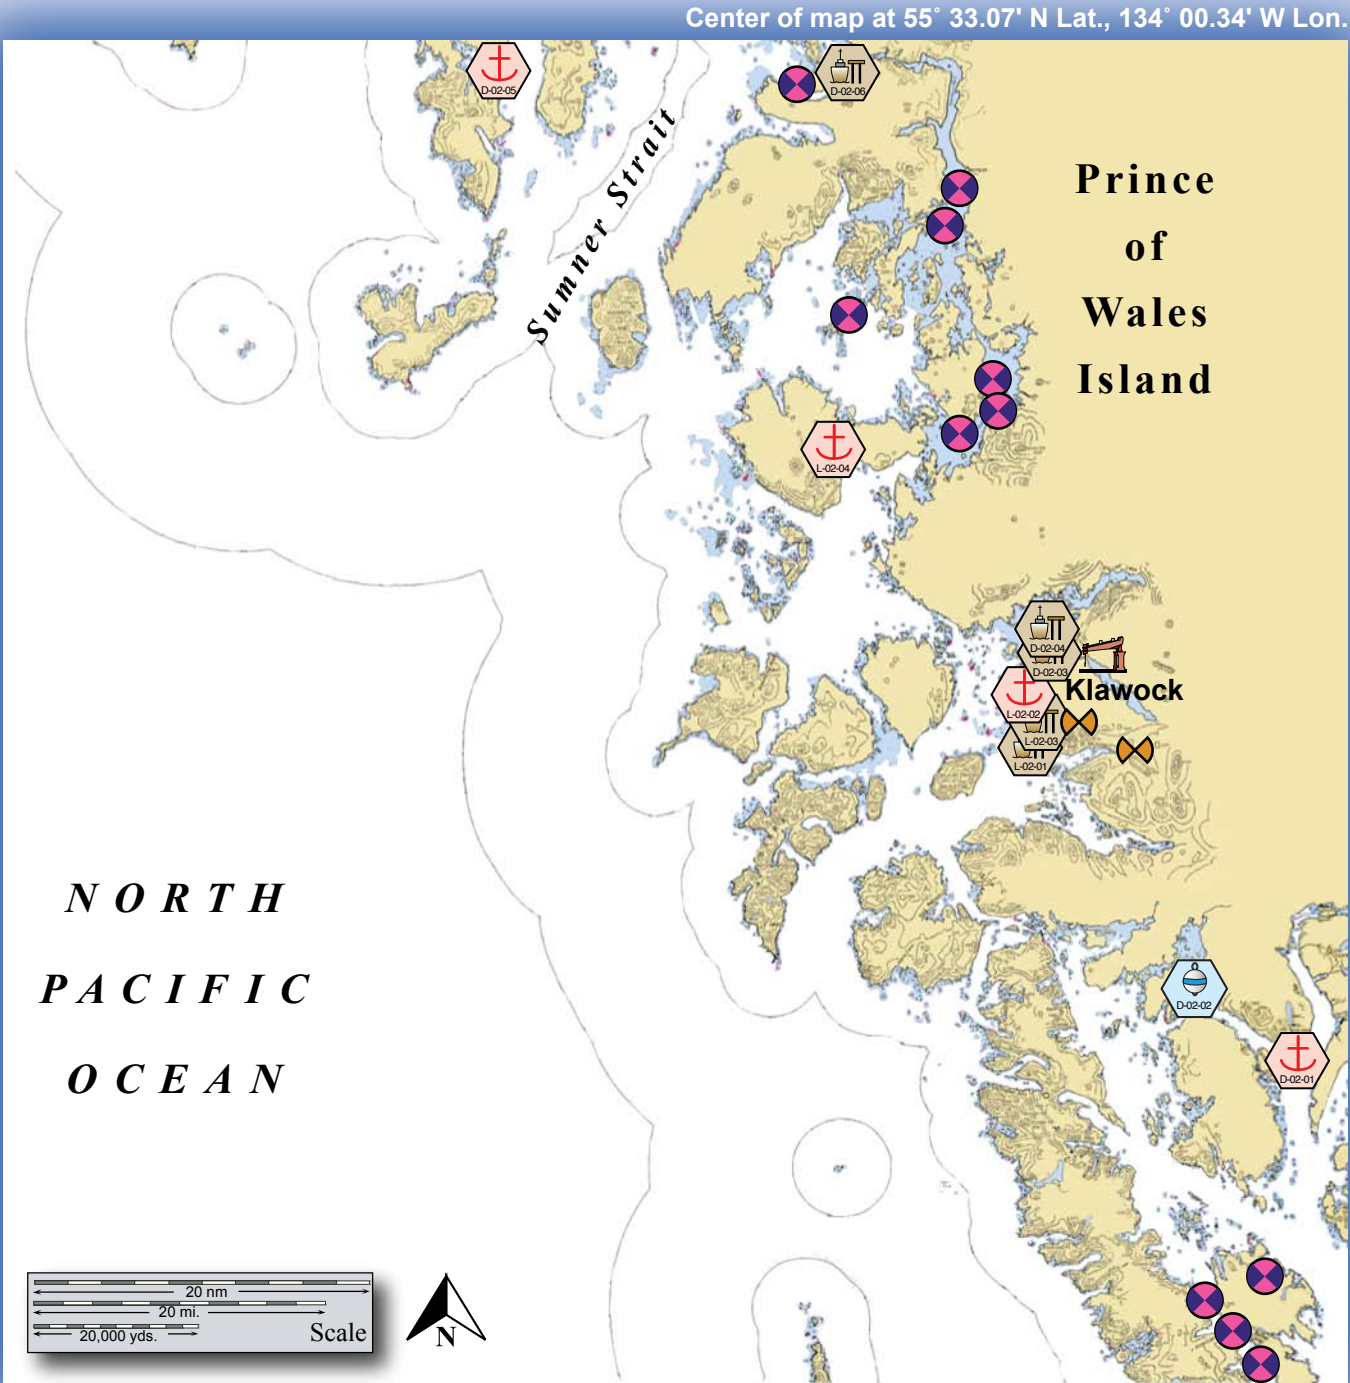 Center of map at 55° 33.07' N Lat., 134° 00.34' W Lon.
D-02-05
D-02-06
Sumner Strait
Prince
of
Wales
Island
L-02-04
D-02-04
D-02-03
Klawock
L-02-02
L-02-03
L-02-01
NORTH
PACIFIC
OCEAN
D-02-02
D-02-01
20 nm
20 mi.
20,000 yds.
Scale
N